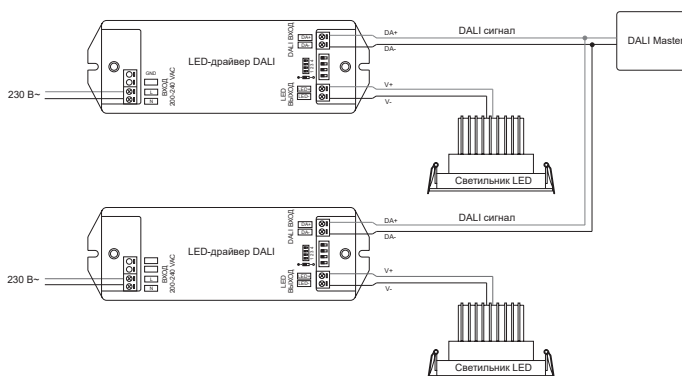 DALI сигнал
DA+
DA-
DALI Master
DALI ВХОД
DA+
DA-
LED-драйвер DALI
GND
L
N
ВХОД
200-240 VAC
230 В~
LED
ВЫХОД
LED+
LED-
V+
V-
Светильник LED
DALI сигнал
DA+
DA-
DALI ВХОД
DA+
DA-
LED-драйвер DALI
L
N
ВХОД
200-240 VAC
230 В~
LED
ВЫХОД
LED+
LED-
V+
V-
Светильник LED